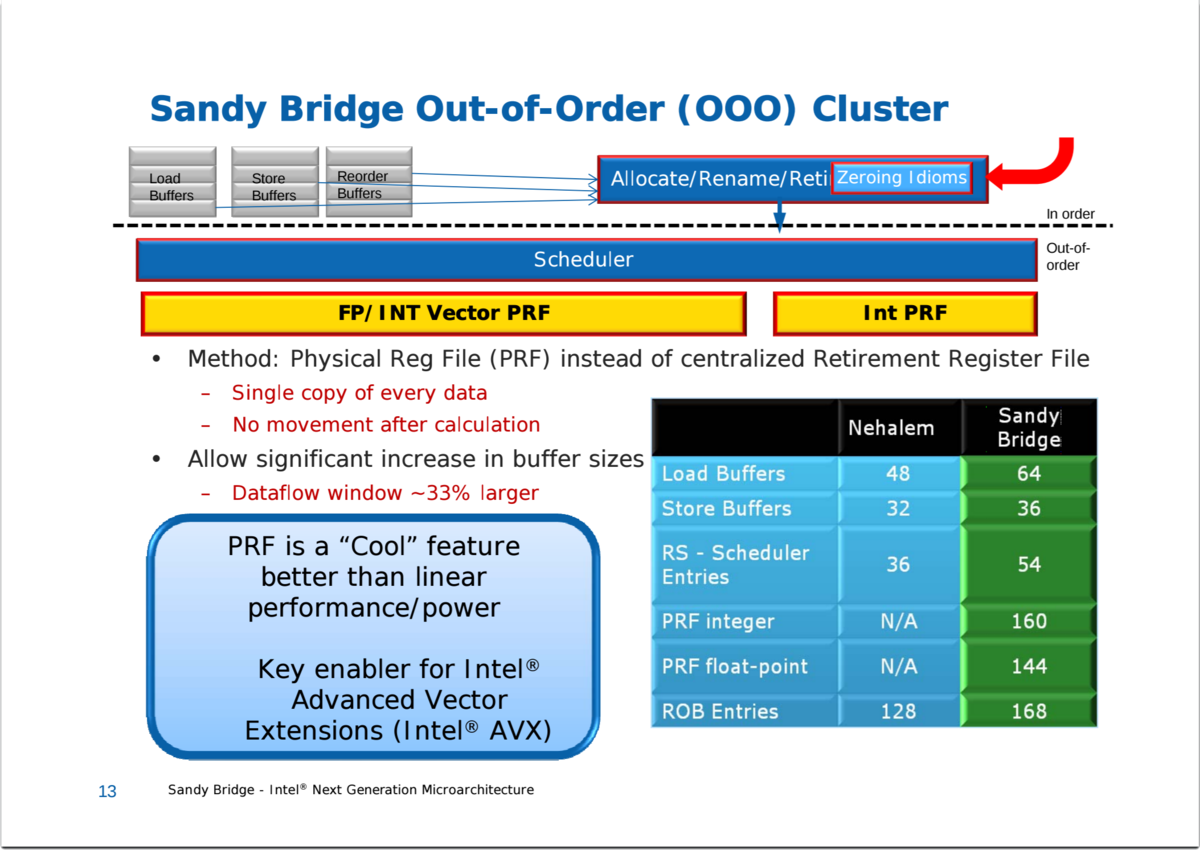 Sandy Bridge Out-of-Order (OOO) Cluster
Load
Buffers
Store
Buffers
Reorder
Buffers
Allocate/Rename/Reti
Zeroing Idioms
In order
Scheduler
Out-of-
order
FP/INT Vector PRF
Int PRF
• Method: Physical Reg File (PRF) instead of centralized Retirement Register File
– Single copy of every data
– No movement after calculation
• Allow significant increase in buffer sizes
– Dataflow window ~33% larger
PRF is a “Cool” feature
better than linear
performance/power
Key enabler for Intel®
Advanced Vector
Extensions (Intel® AVX)
Nehalem
Sandy
Bridge
Load Buffers 48 64
Store Buffers 32 36
RS - Scheduler
Entries 36 54
PRF integer N/A 160
PRF float-point N/A 144
ROB Entries 128 168
13
Sandy Bridge - Intel® Next Generation Microarchitecture